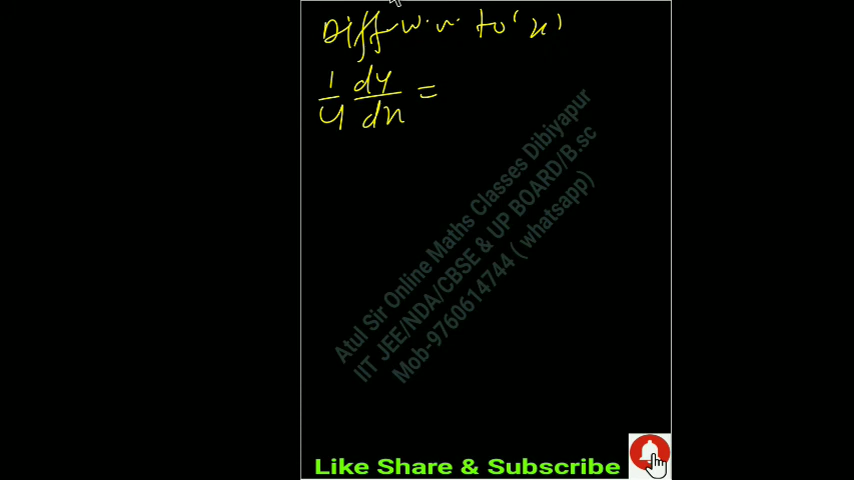 Diff w.r. to 'x'
1/y dy/dx =
Atul Sir Online Maths Classes Dibiyapur
IIT JEE/NDA/CBSE & UP BOARD/B.sc
Mob-9760614744 ( whatsapp)
Like Share & Subscribe